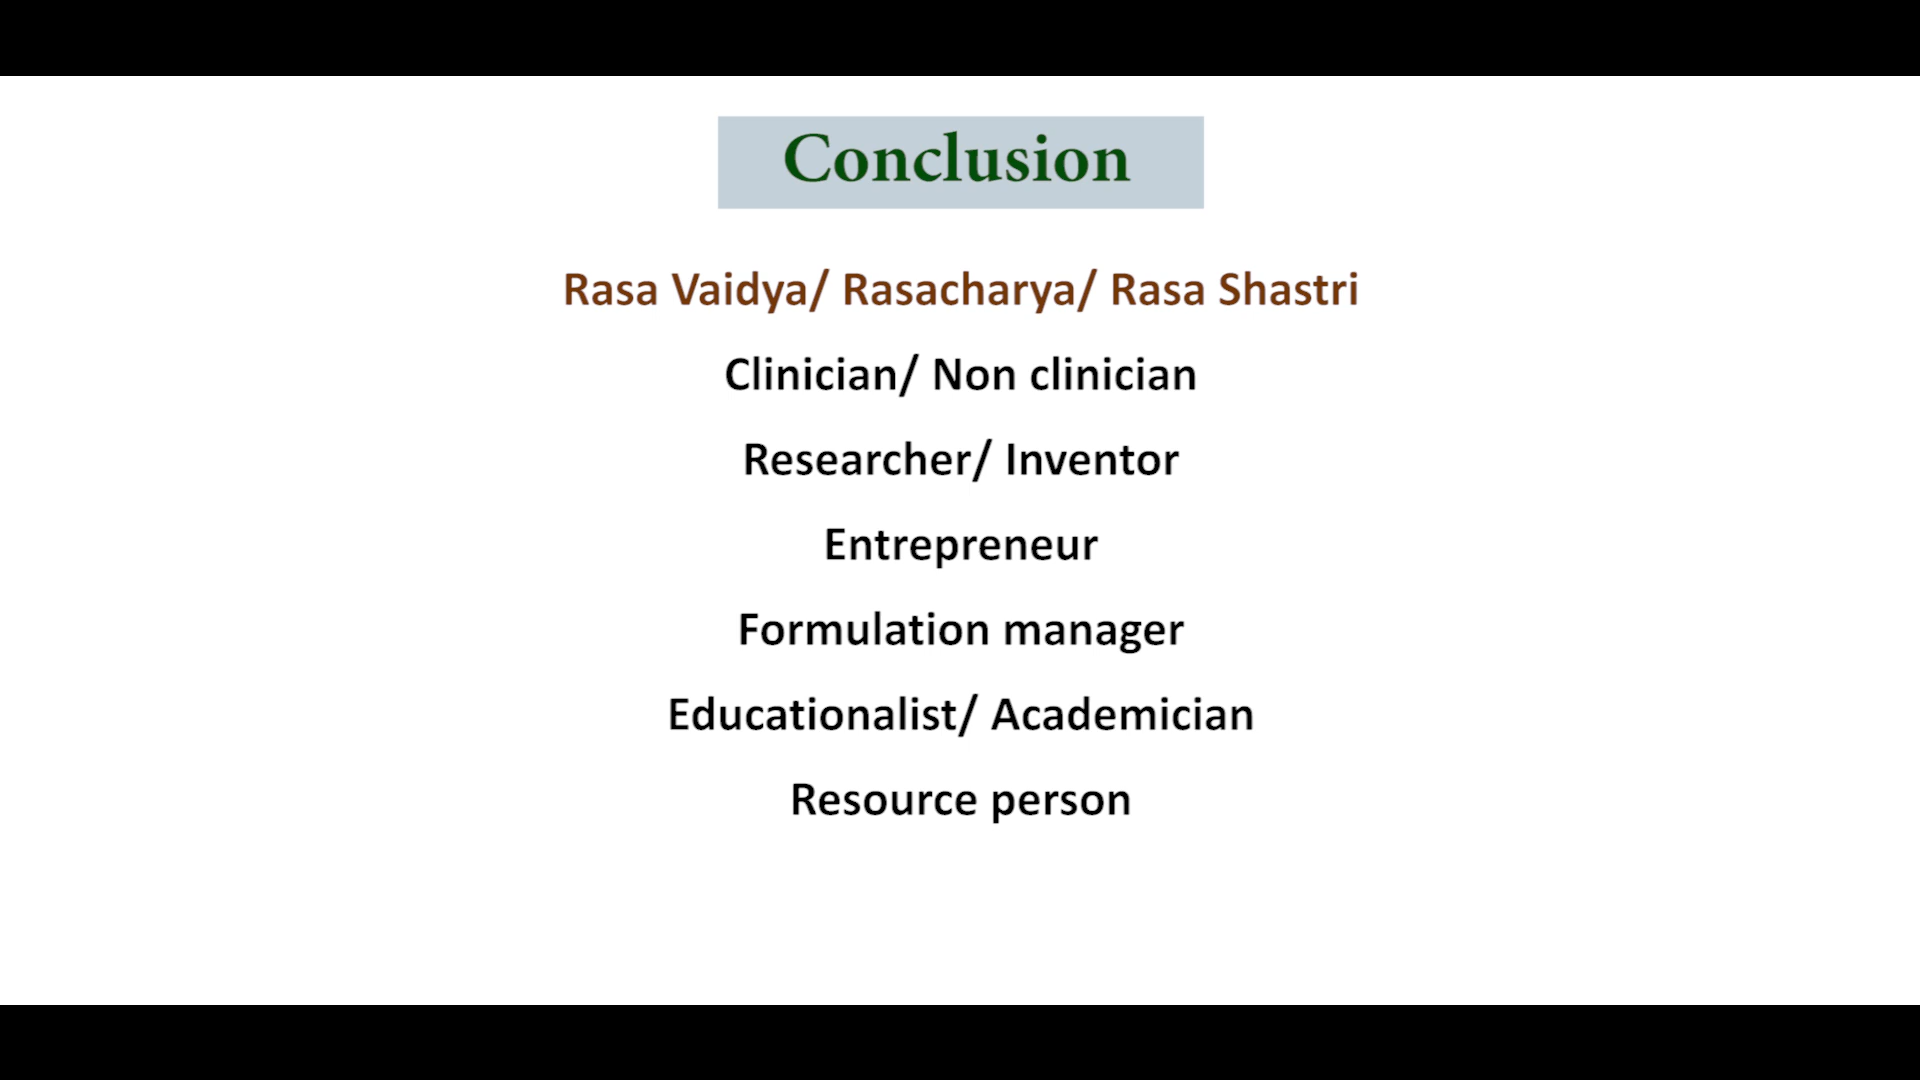 Conclusion
Rasa Vaidya/ Rasacharya/ Rasa Shastri
Clinician/ Non clinician
Researcher/ Inventor
Entrepreneur
Formulation manager
Educationalist/ Academician
Resource person